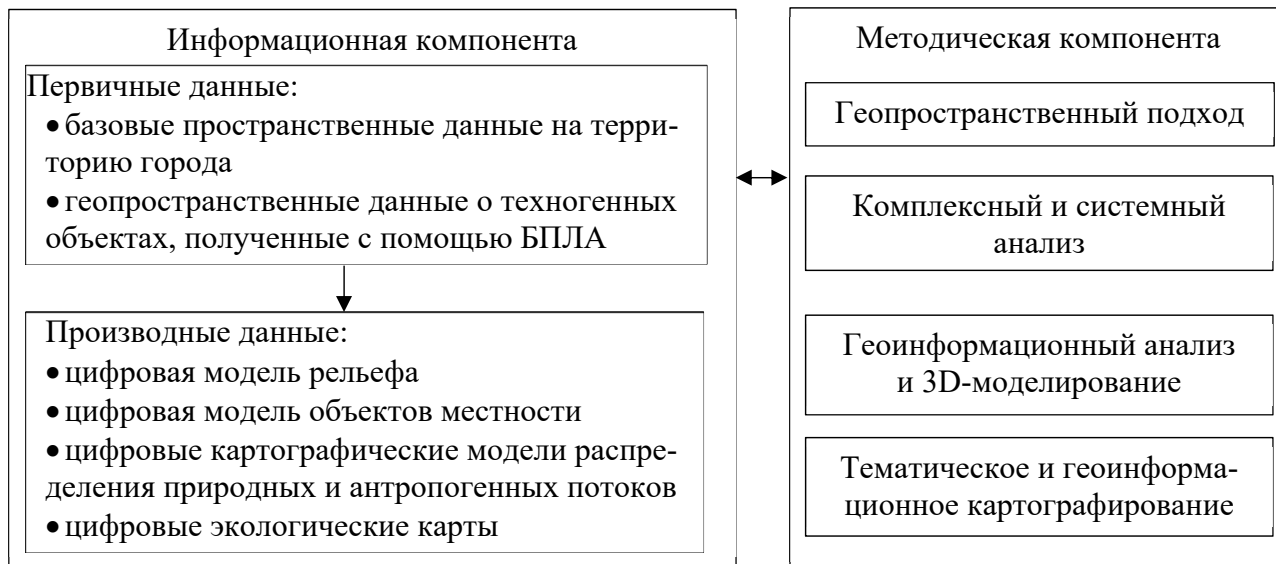 Информационная компонента
Первичные данные:
• базовые пространственные данные на терри-
торию города
• геопространственные данные о техногенных
объектах, полученные с помощью БПЛА
Производные данные:
• цифровая модель рельефа
• цифровая модель объектов местности
• цифровые картографические модели распре-
деления природных и антропогенных потоков
• цифровые экологические карты
Методическая компонента
Геопространственный подход
Комплексный и системный
анализ
Геоинформационный анализ
и 3D-моделирование
Тематическое и геоинформа-
ционное картографирование